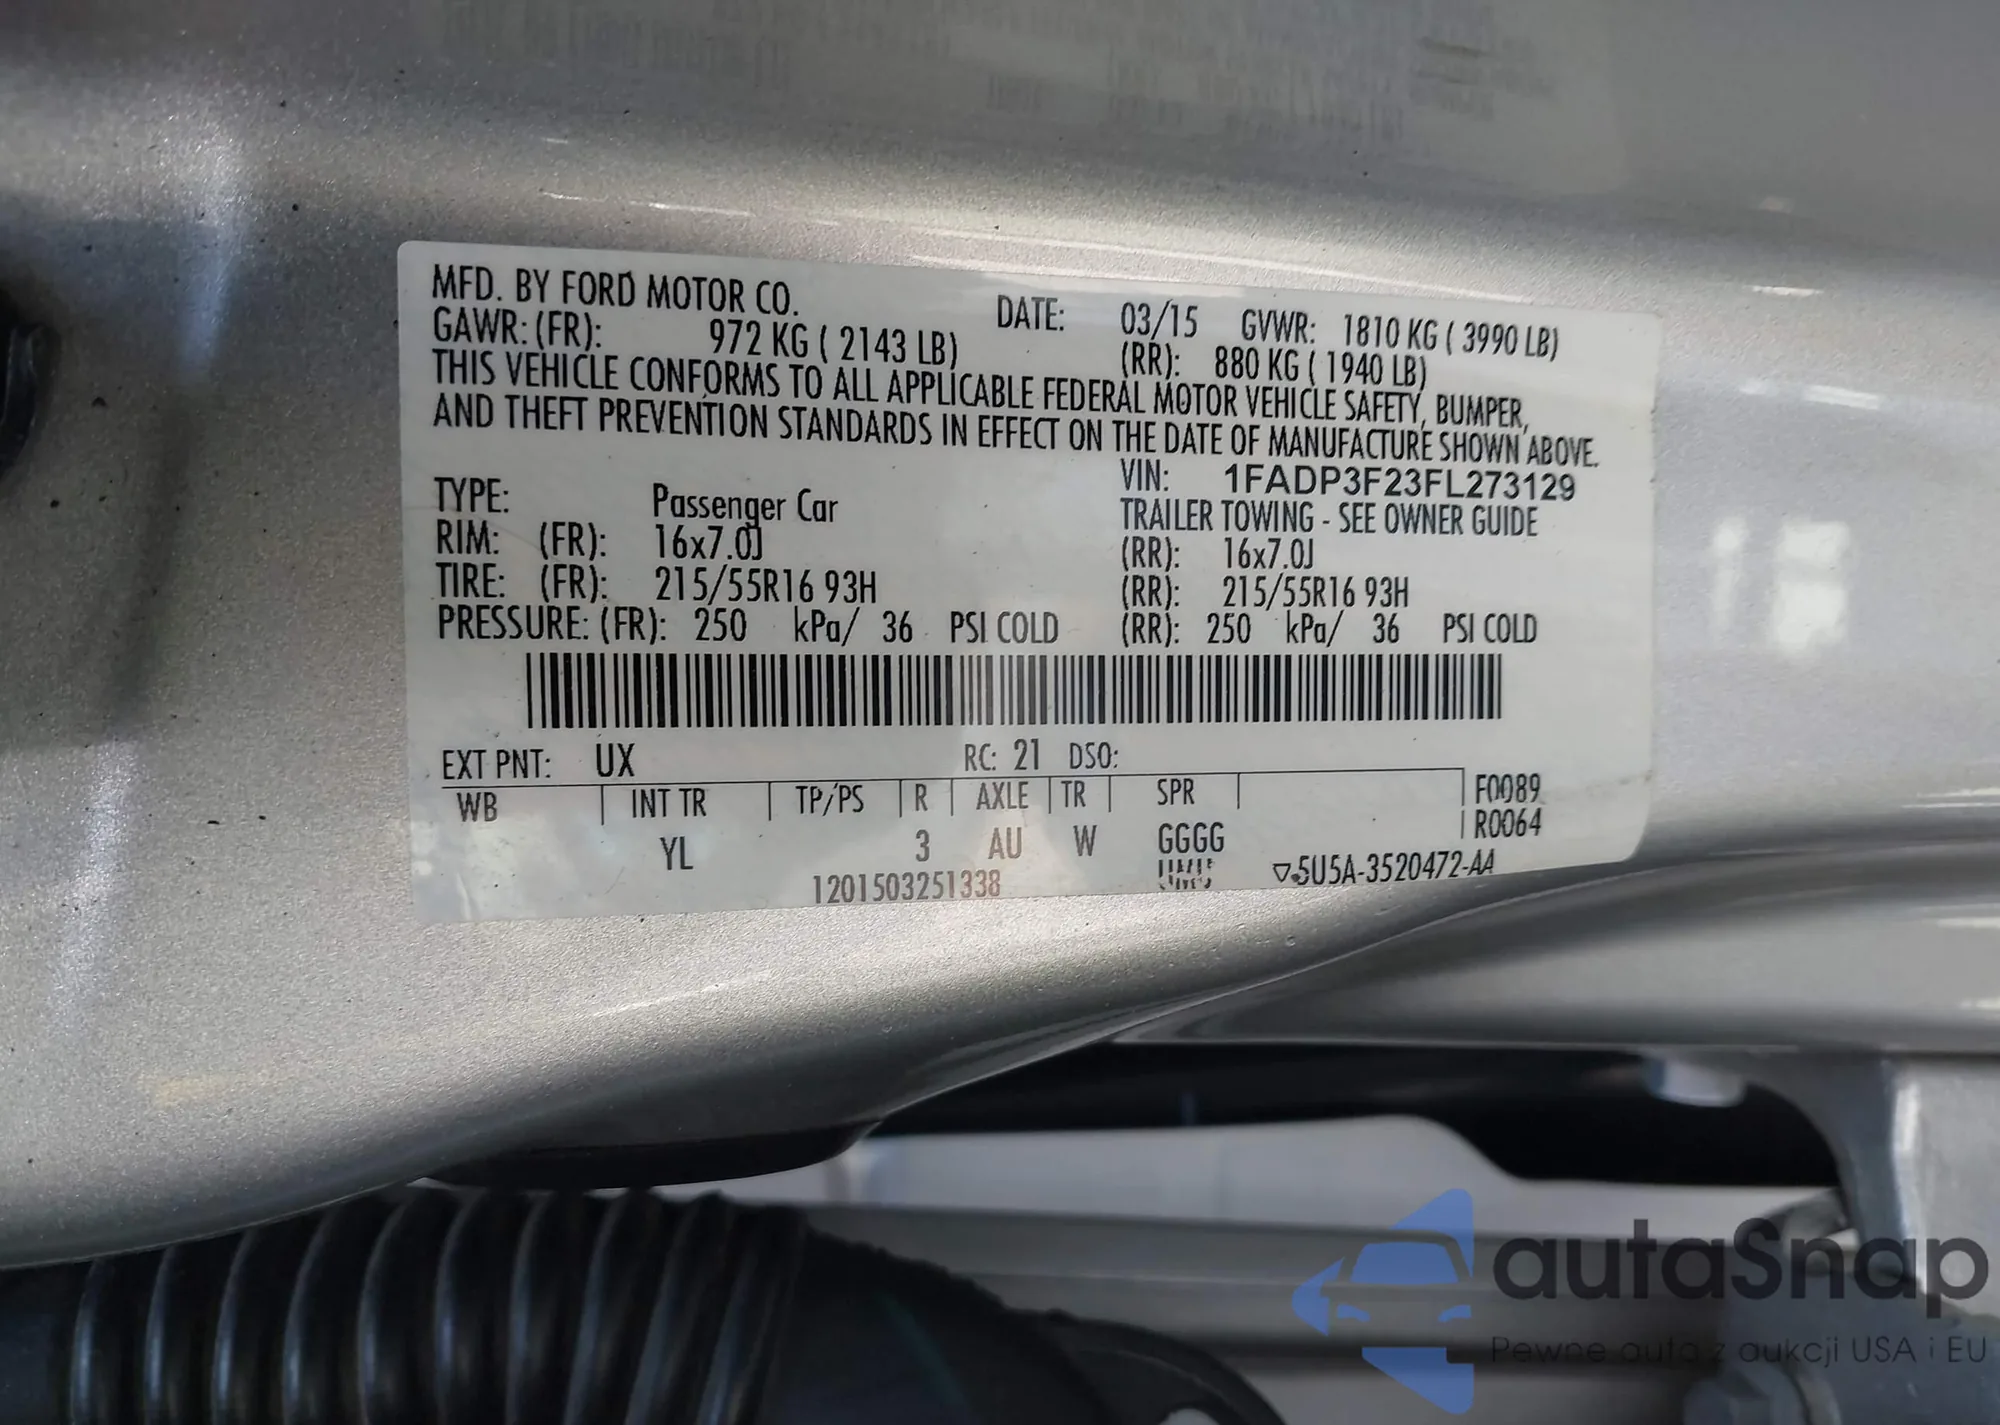 MFD. BY FORD MOTOR CO. DATE: 03/15 GVWR: 1810 KG ( 3990 LB)
GAWR: (FR): 972 KG ( 2143 LB) (RR): 880 KG ( 1940 LB)
THIS VEHICLE CONFORMS TO ALL APPLICABLE FEDERAL MOTOR VEHICLE SAFETY, BUMPER,
AND THEFT PREVENTION STANDARDS IN EFFECT ON THE DATE OF MANUFACTURE SHOWN ABOVE.
VIN: 1FADP3F23FL273129
TYPE: Passenger Car TRAILER TOWING - SEE OWNER GUIDE
RIM: (FR): 16x7.0J (RR): 16x7.0J
TIRE: (FR): 215/55R16 93H (RR): 215/55R16 93H
PRESSURE: (FR): 250 kPa/ 36 PSI COLD (RR): 250 kPa/ 36 PSI COLD
EXT PNT: UX RC: 21 DSO:
WB INT TR TP/PS R AXLE TR SPR F0089
R0064
YL 3 AU W GGGG
1201503251338 5U5A-3520472-AA
autaSnap
Pewne auta z aukcji USA i EU